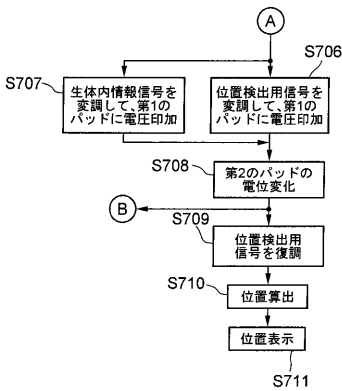 A
S706
S707
生体内情報信号を
変調して、第1の
パッドに電圧印加
位置検出用信号を
変調して、第1の
パッドに電圧印加
S708
第2のパッドの
電位変化
B
S709
位置検出用
信号を復調
S710
位置算出
位置表示
S711